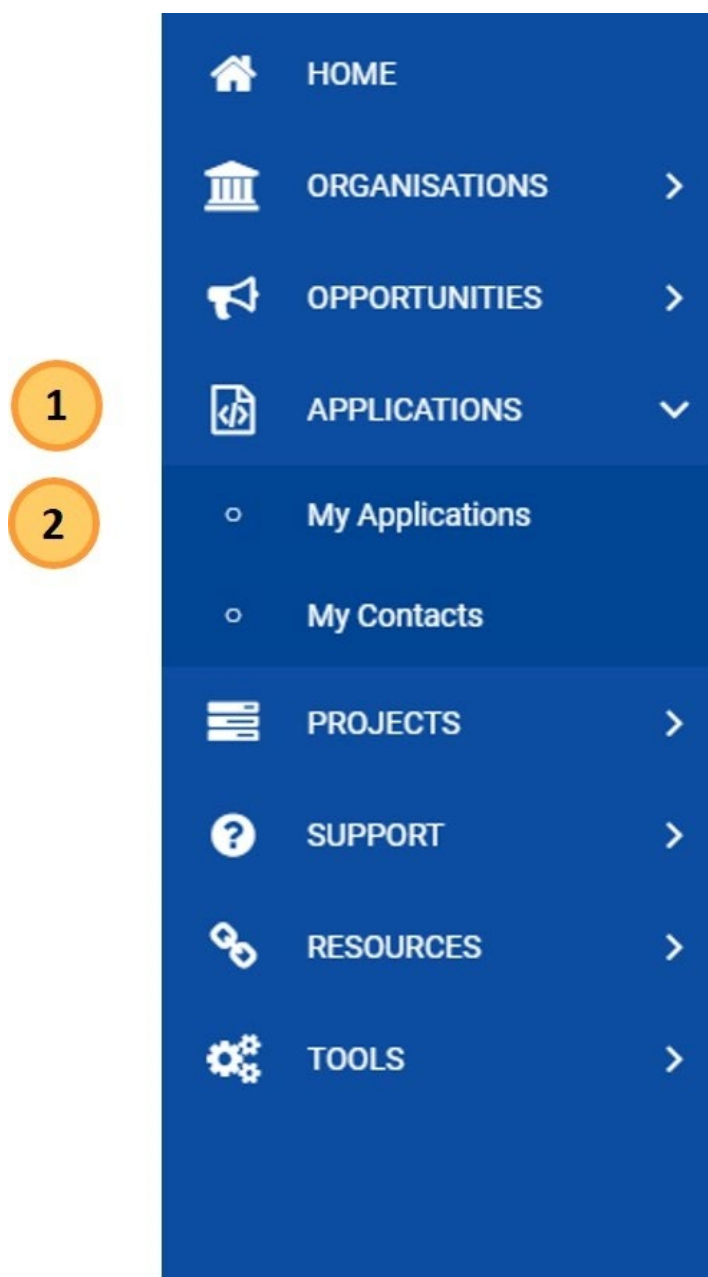 HOME
ORGANISATIONS
OPPORTUNITIES
1 APPLICATIONS
2 My Applications
My Contacts
PROJECTS
SUPPORT
RESOURCES
TOOLS